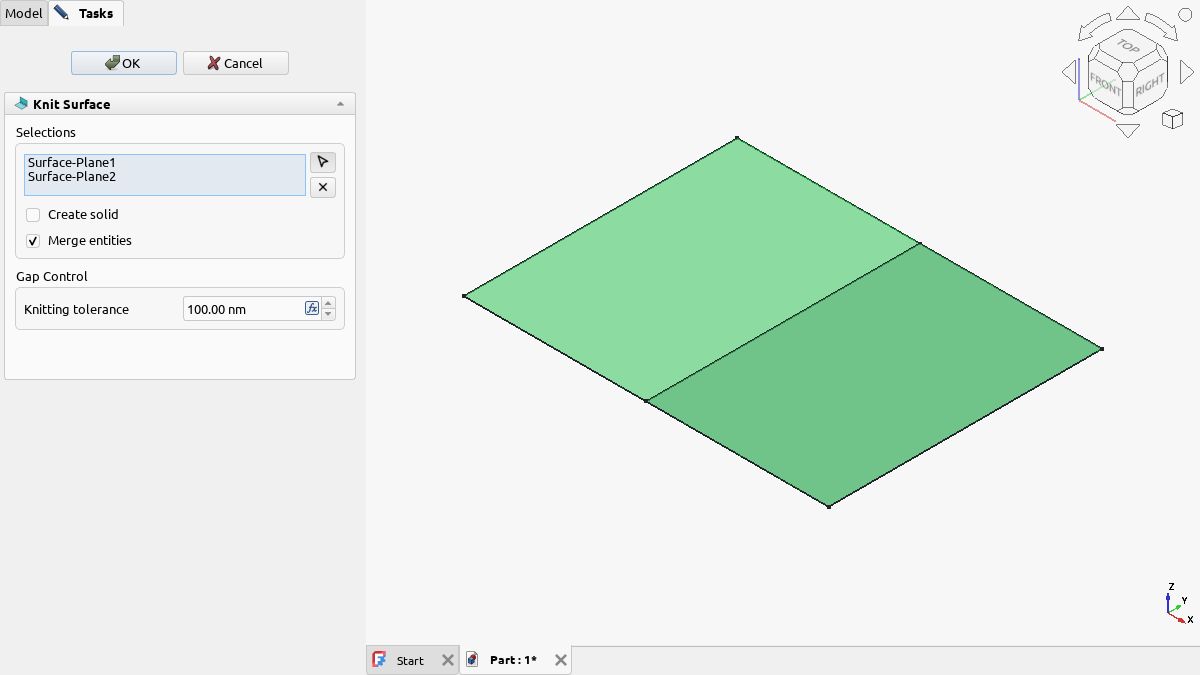 Model
Tasks
OK
Cancel
Knit Surface
Selections
Surface-Plane1
Surface-Plane2
Create solid
Merge entities
Gap Control
Knitting tolerance
100.00 nm
fx
TOP
FRONT
RIGHT
Z
Y
X
Start
Part : 1*